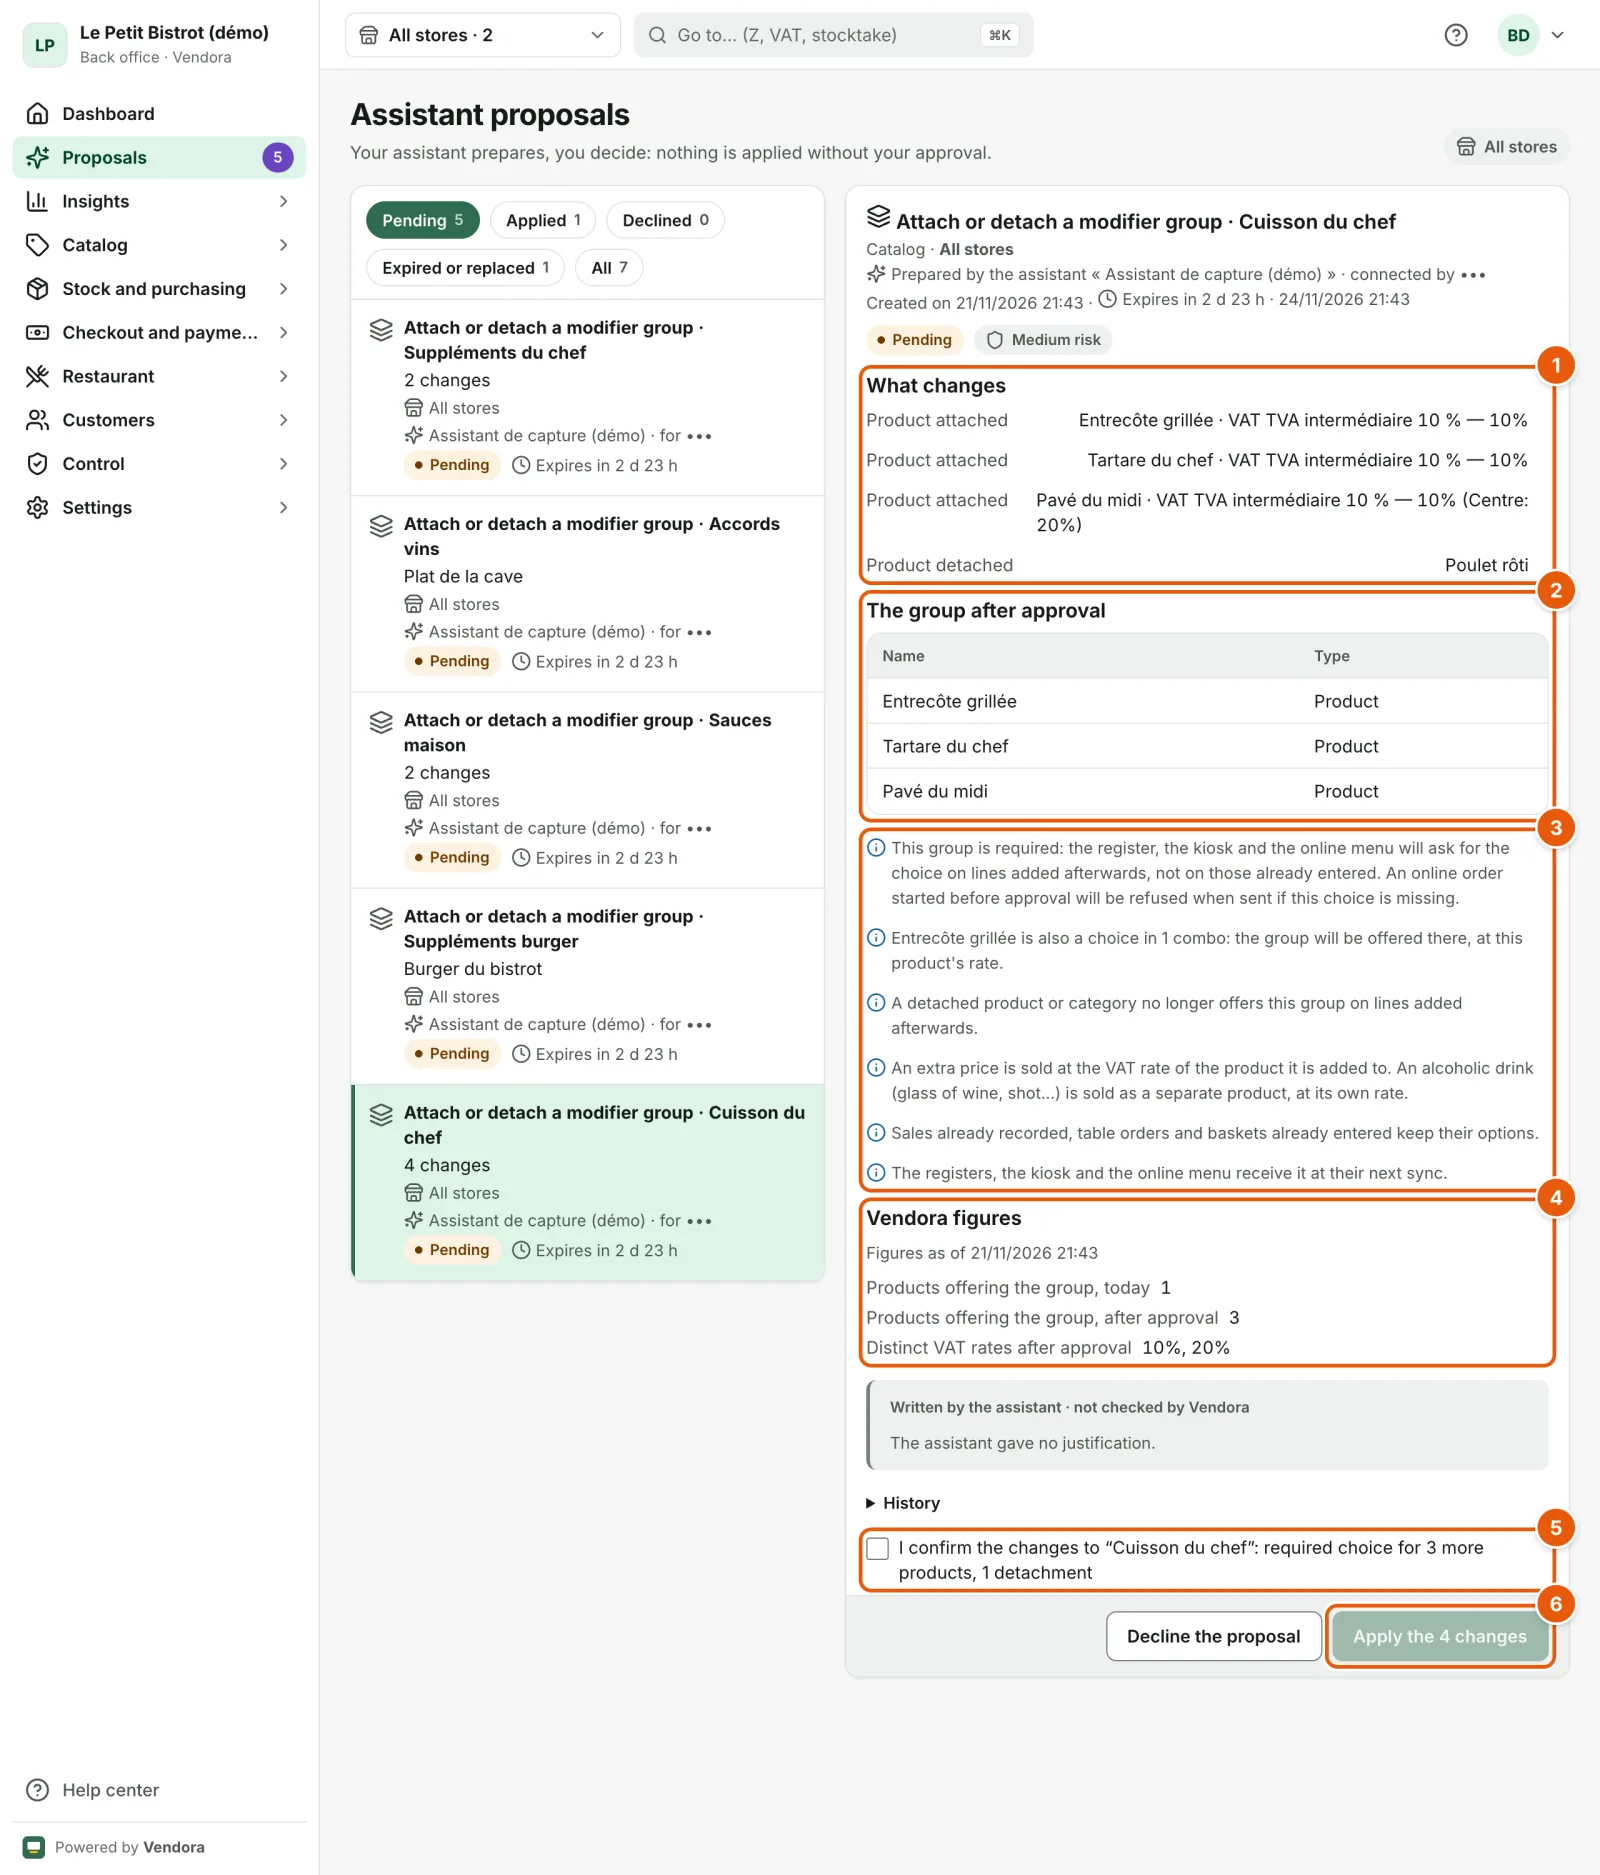 LP
Le Petit Bistrot (démo)
Back office · Vendora
All stores · 2
Go to... (Z, VAT, stocktake)
⌘K
BD
Dashboard
Proposals
5
Insights
Catalog
Stock and purchasing
Checkout and payme...
Restaurant
Customers
Control
Settings
Help center
Powered by Vendora
Assistant proposals
Your assistant prepares, you decide: nothing is applied without your approval.
All stores
Pending 5
Applied 1
Declined 0
Expired or replaced 1
All 7
Attach or detach a modifier group ·
Suppléments du chef
2 changes
All stores
Assistant de capture (démo) · for •••
Pending
Expires in 2 d 23 h
Attach or detach a modifier group · Accords
vins
Plat de la cave
All stores
Assistant de capture (démo) · for •••
Pending
Expires in 2 d 23 h
Attach or detach a modifier group · Sauces
maison
2 changes
All stores
Assistant de capture (démo) · for •••
Pending
Expires in 2 d 23 h
Attach or detach a modifier group ·
Suppléments burger
Burger du bistrot
All stores
Assistant de capture (démo) · for •••
Pending
Expires in 2 d 23 h
Attach or detach a modifier group · Cuisson du
chef
4 changes
All stores
Assistant de capture (démo) · for •••
Pending
Expires in 2 d 23 h
Attach or detach a modifier group · Cuisson du chef
Catalog · All stores
Prepared by the assistant « Assistant de capture (démo) » · connected by •••
Created on 21/11/2026 21:43 · Expires in 2 d 23 h · 24/11/2026 21:43
Pending
Medium risk
1
What changes
Product attached
Entrecôte grillée · VAT TVA intermédiaire 10 % — 10%
Product attached
Tartare du chef · VAT TVA intermédiaire 10 % — 10%
Product attached
Pavé du midi · VAT TVA intermédiaire 10 % — 10% (Centre:
20%)
Product detached
Poulet rôti
2
The group after approval
Name
Type
Entrecôte grillée
Product
Tartare du chef
Product
Pavé du midi
Product
3
This group is required: the register, the kiosk and the online menu will ask for the
choice on lines added afterwards, not on those already entered. An online order
started before approval will be refused when sent if this choice is missing.
Entrecôte grillée is also a choice in 1 combo: the group will be offered there, at this
product's rate.
A detached product or category no longer offers this group on lines added
afterwards.
An extra price is sold at the VAT rate of the product it is added to. An alcoholic drink
(glass of wine, shot...) is sold as a separate product, at its own rate.
Sales already recorded, table orders and baskets already entered keep their options.
The registers, the kiosk and the online menu receive it at their next sync.
4
Vendora figures
Figures as of 21/11/2026 21:43
Products offering the group, today 1
Products offering the group, after approval 3
Distinct VAT rates after approval 10%, 20%
Written by the assistant · not checked by Vendora
The assistant gave no justification.
History
5
I confirm the changes to “Cuisson du chef”: required choice for 3 more
products, 1 detachment
6
Decline the proposal
Apply the 4 changes